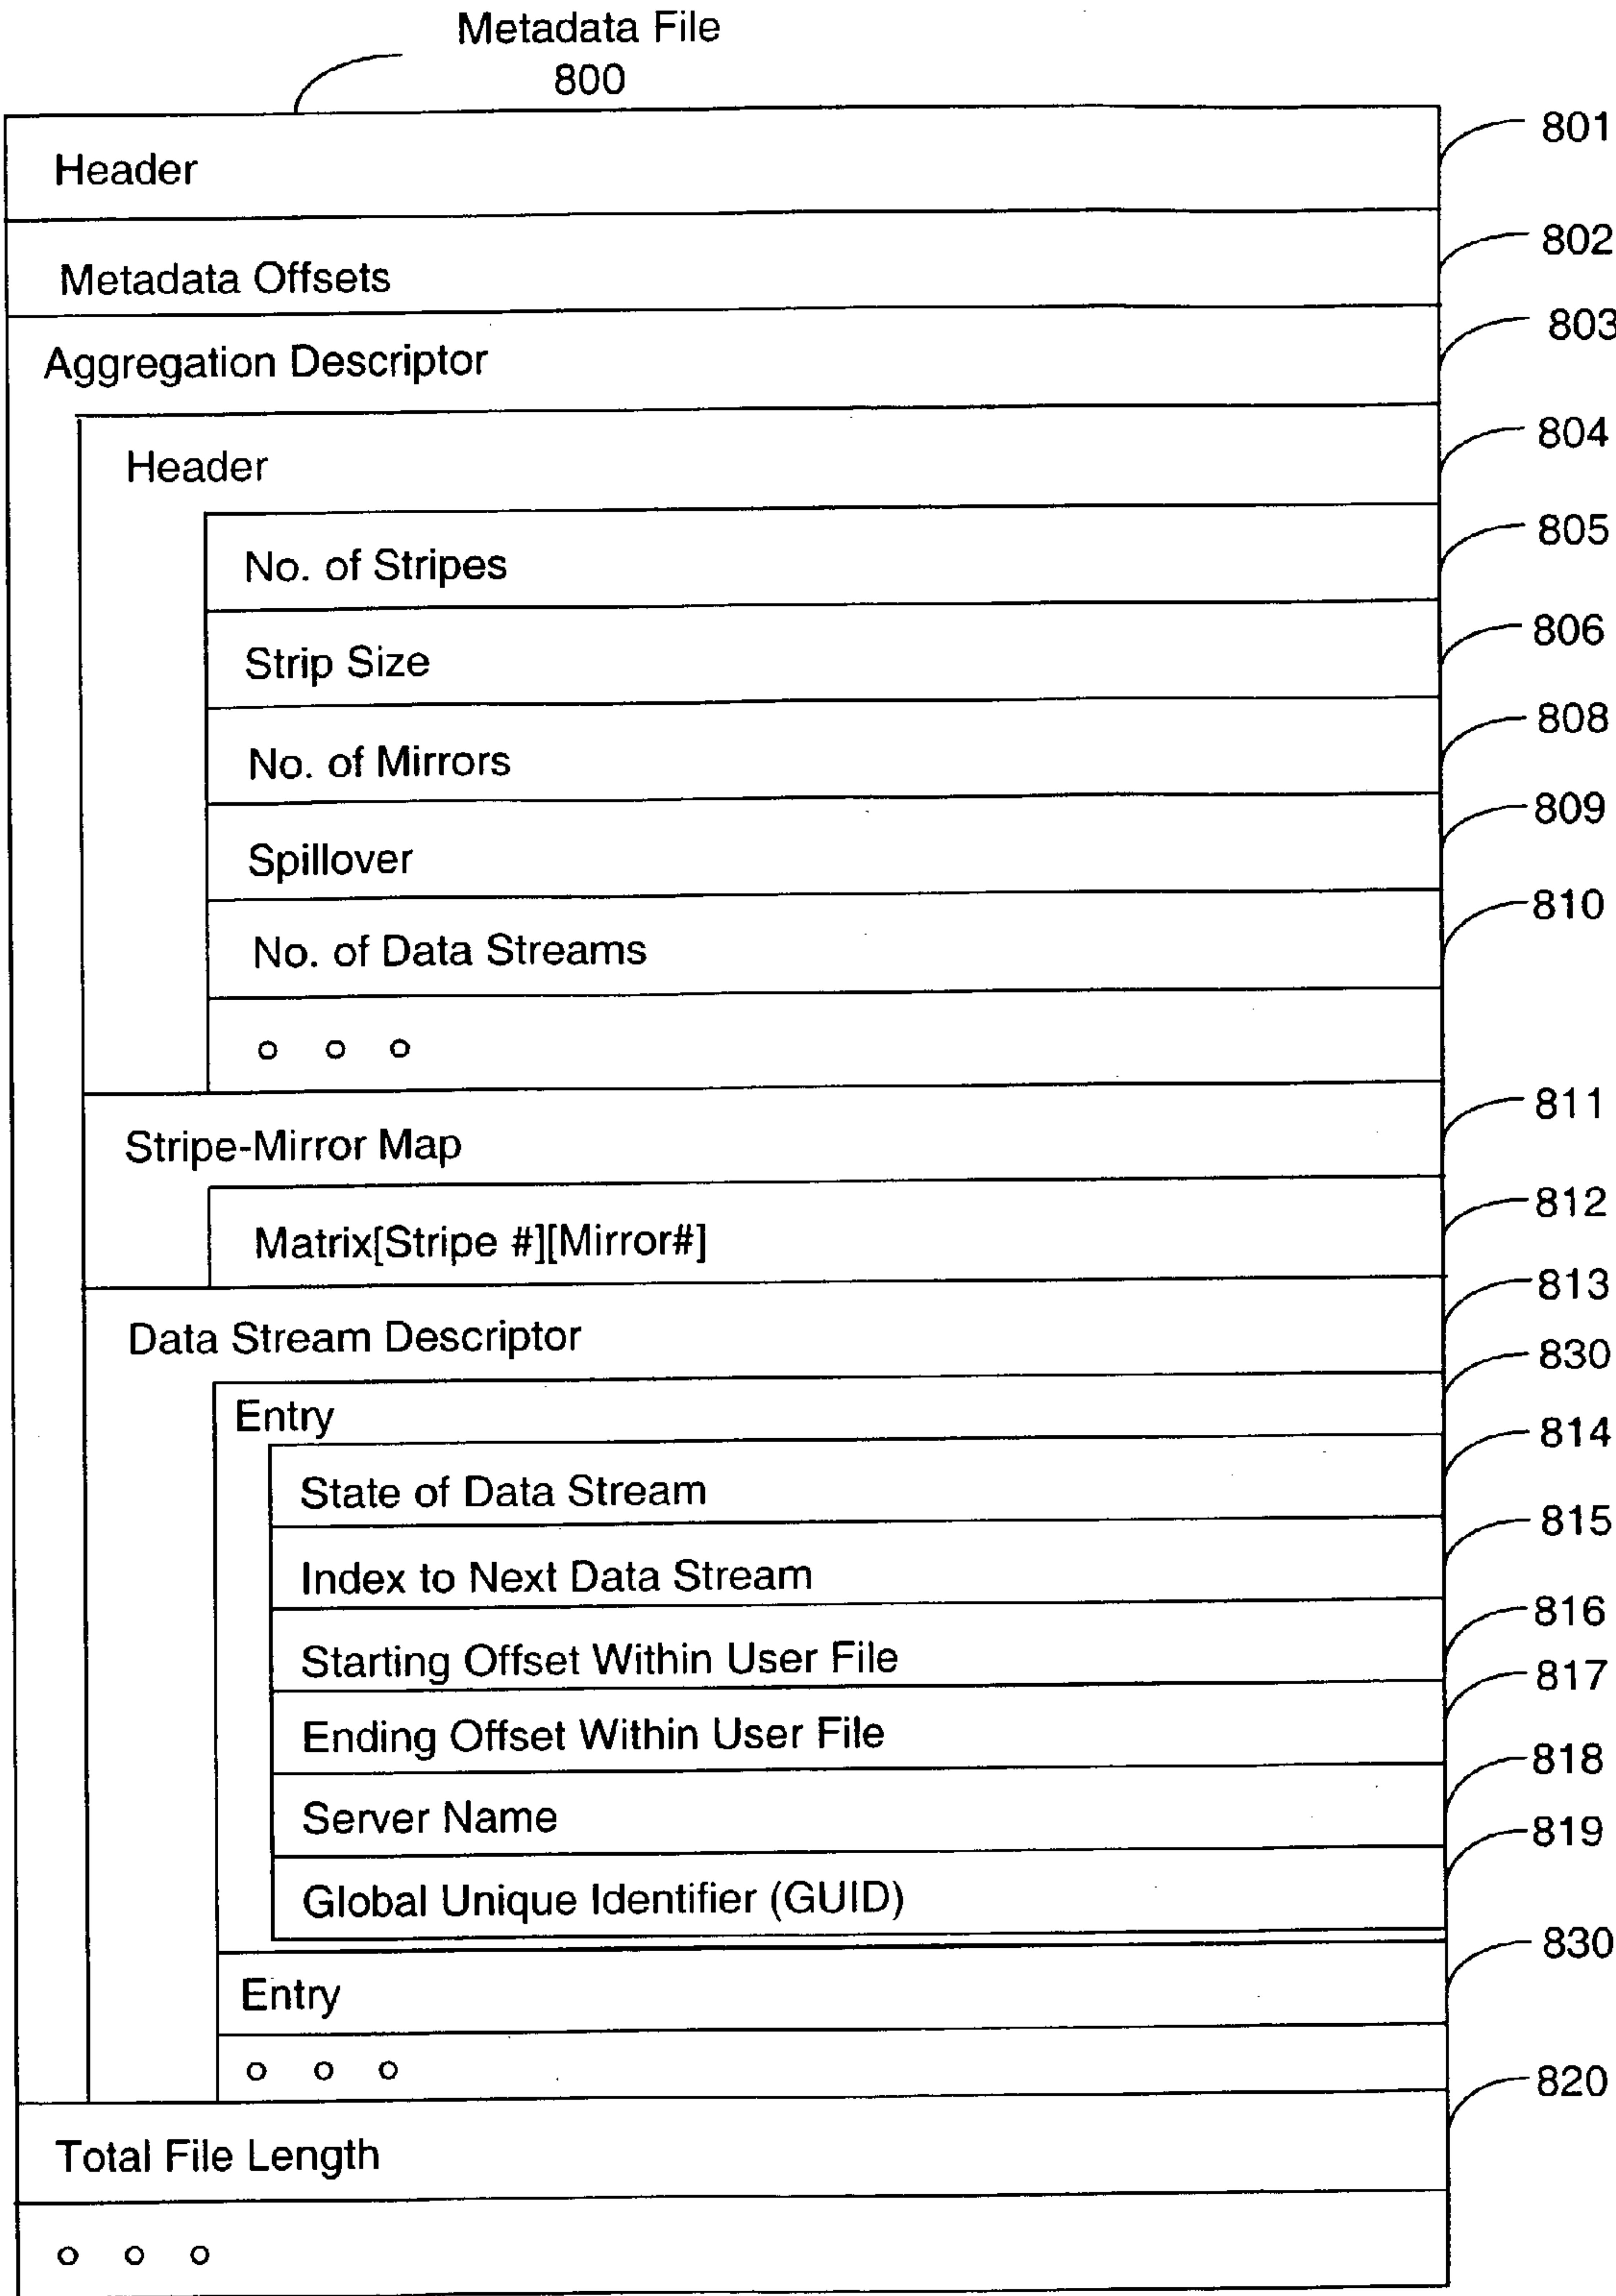 Metadata File
800
801
Header
802
Metadata Offsets
803
Aggregation Descriptor
804
Header
805
No. of Stripes
806
Strip Size
808
No. of Mirrors
809
Spillover
810
No. of Data Streams
811
Stripe-Mirror Map
812
Matrix[Stripe #][Mirror#]
813
Data Stream Descriptor
830
Entry
814
State of Data Stream
815
Index to Next Data Stream
816
Starting Offset Within User File
817
Ending Offset Within User File
818
Server Name
819
Global Unique Identifier (GUID)
830
Entry
820
Total File Length